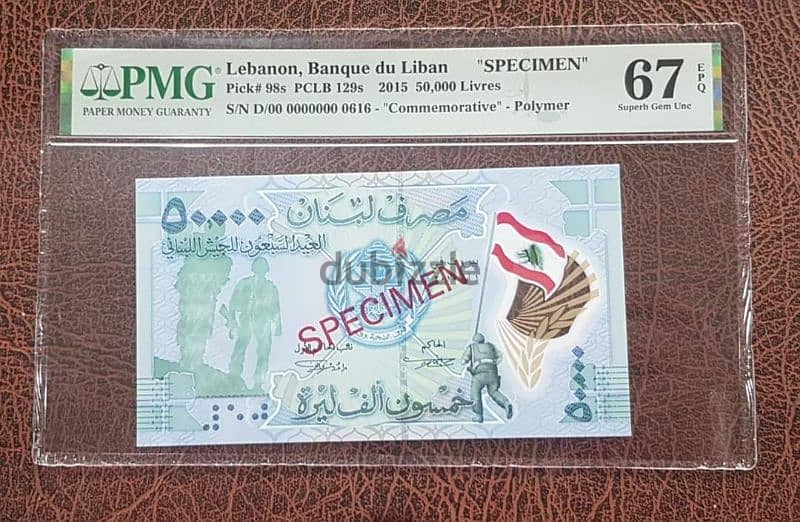 PMG
PAPER MONEY GUARANTY
Lebanon, Banque du Liban "SPECIMEN"
Pick# 98s PCLB 129s 2015 50,000 Livres
S/N D/00 0000000 0616 - "Commemorative" - Polymer
67
Superb Gem Unc
EPQ
٥٠٠٠٠
مصرف لبنان
العيد السبعون للجيش اللبناني
dubizzle
SPECIMEN
الحاكم
خمسون ألف ليرة
٥٠٠٠٠